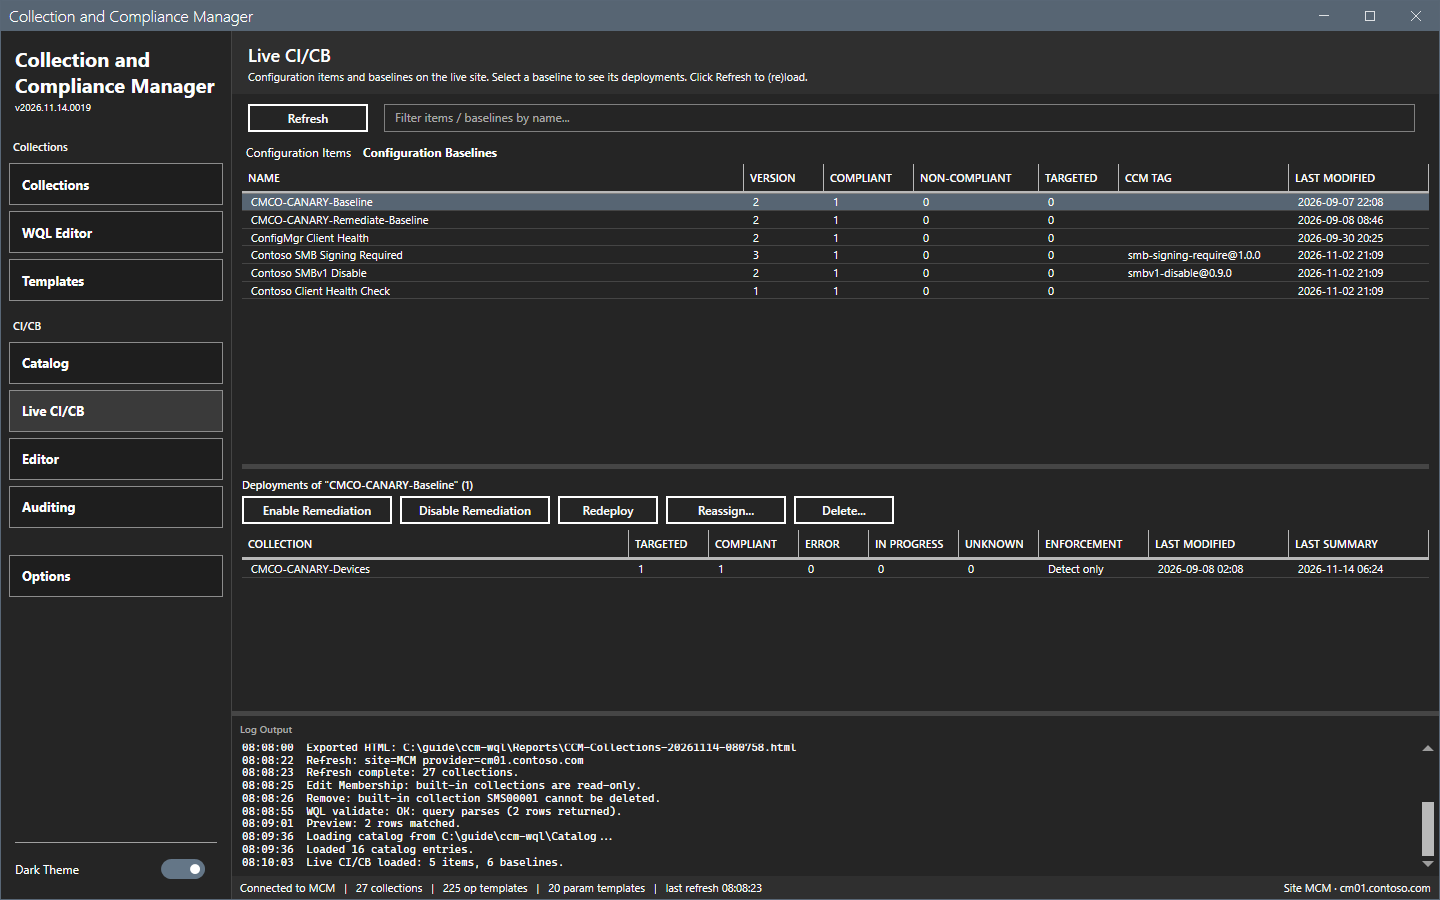 Collection and Compliance Manager
Collection and
Compliance Manager
v2026.11.14.0019
Collections
Collections
WQL Editor
Templates
CI/CB
Catalog
Live CI/CB
Editor
Auditing
Options
Dark Theme
Live CI/CB
Configuration items and baselines on the live site. Select a baseline to see its deployments. Click Refresh to (re)load.
Refresh
Filter items / baselines by name...
Configuration Items Configuration Baselines
NAME VERSION COMPLIANT NON-COMPLIANT TARGETED CCM TAG LAST MODIFIED
CMCO-CANARY-Baseline 2 1 0 0 2026-09-07 22:08
CMCO-CANARY-Remediate-Baseline 2 1 0 0 2026-09-08 08:46
ConfigMgr Client Health 2 1 0 0 2026-09-30 20:25
Contoso SMB Signing Required 3 1 0 0 smb-signing-require@1.0.0 2026-11-02 21:09
Contoso SMBv1 Disable 2 1 0 0 smbv1-disable@0.9.0 2026-11-02 21:09
Contoso Client Health Check 1 1 0 0 2026-11-02 21:09
Deployments of "CMCO-CANARY-Baseline" (1)
Enable Remediation Disable Remediation Redeploy Reassign... Delete...
COLLECTION TARGETED COMPLIANT ERROR IN PROGRESS UNKNOWN ENFORCEMENT LAST MODIFIED LAST SUMMARY
CMCO-CANARY-Devices 1 1 0 0 0 Detect only 2026-09-08 02:08 2026-11-14 06:24
Log Output
08:08:00 Exported HTML: C:\guide\ccm-wql\Reports\CCM-Collections-20261114-080758.html
08:08:22 Refresh: site=MCM provider=cm01.contoso.com
08:08:23 Refresh complete: 27 collections.
08:08:25 Edit Membership: built-in collections are read-only.
08:08:26 Remove: built-in collection SMS00001 cannot be deleted.
08:08:55 WQL validate: OK: query parses (2 rows returned).
08:09:01 Preview: 2 rows matched.
08:09:36 Loading catalog from C:\guide\ccm-wql\Catalog...
08:09:36 Loaded 16 catalog entries.
08:10:03 Live CI/CB loaded: 5 items, 6 baselines.
Connected to MCM | 27 collections | 225 op templates | 20 param templates | last refresh 08:08:23
Site MCM · cm01.contoso.com